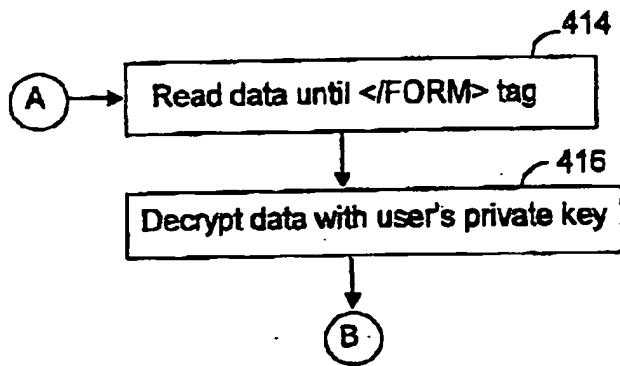 414
A
Read data until </FORM> tag
416
Decrypt data with user's private key
B